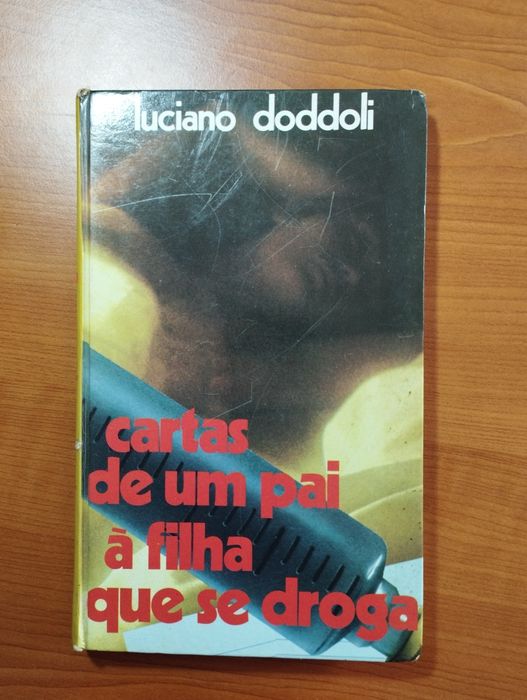 luciano doddoli
cartas
de um pai
à filha
que se droga